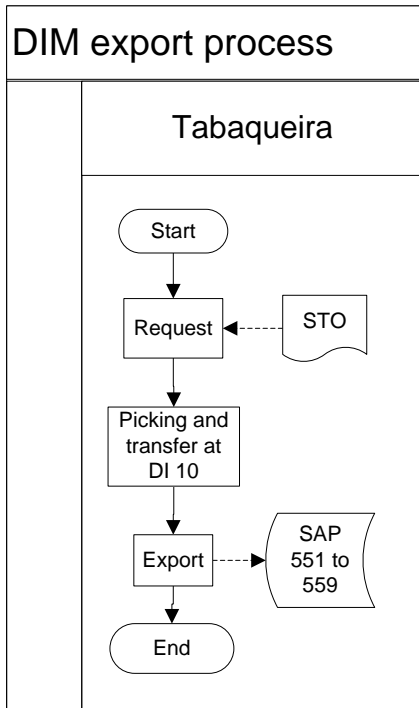 DIM export process
Tabaqueira
Start
Request
STO
Picking and
transfer at
DI 10
Export
SAP
551 to
559
End